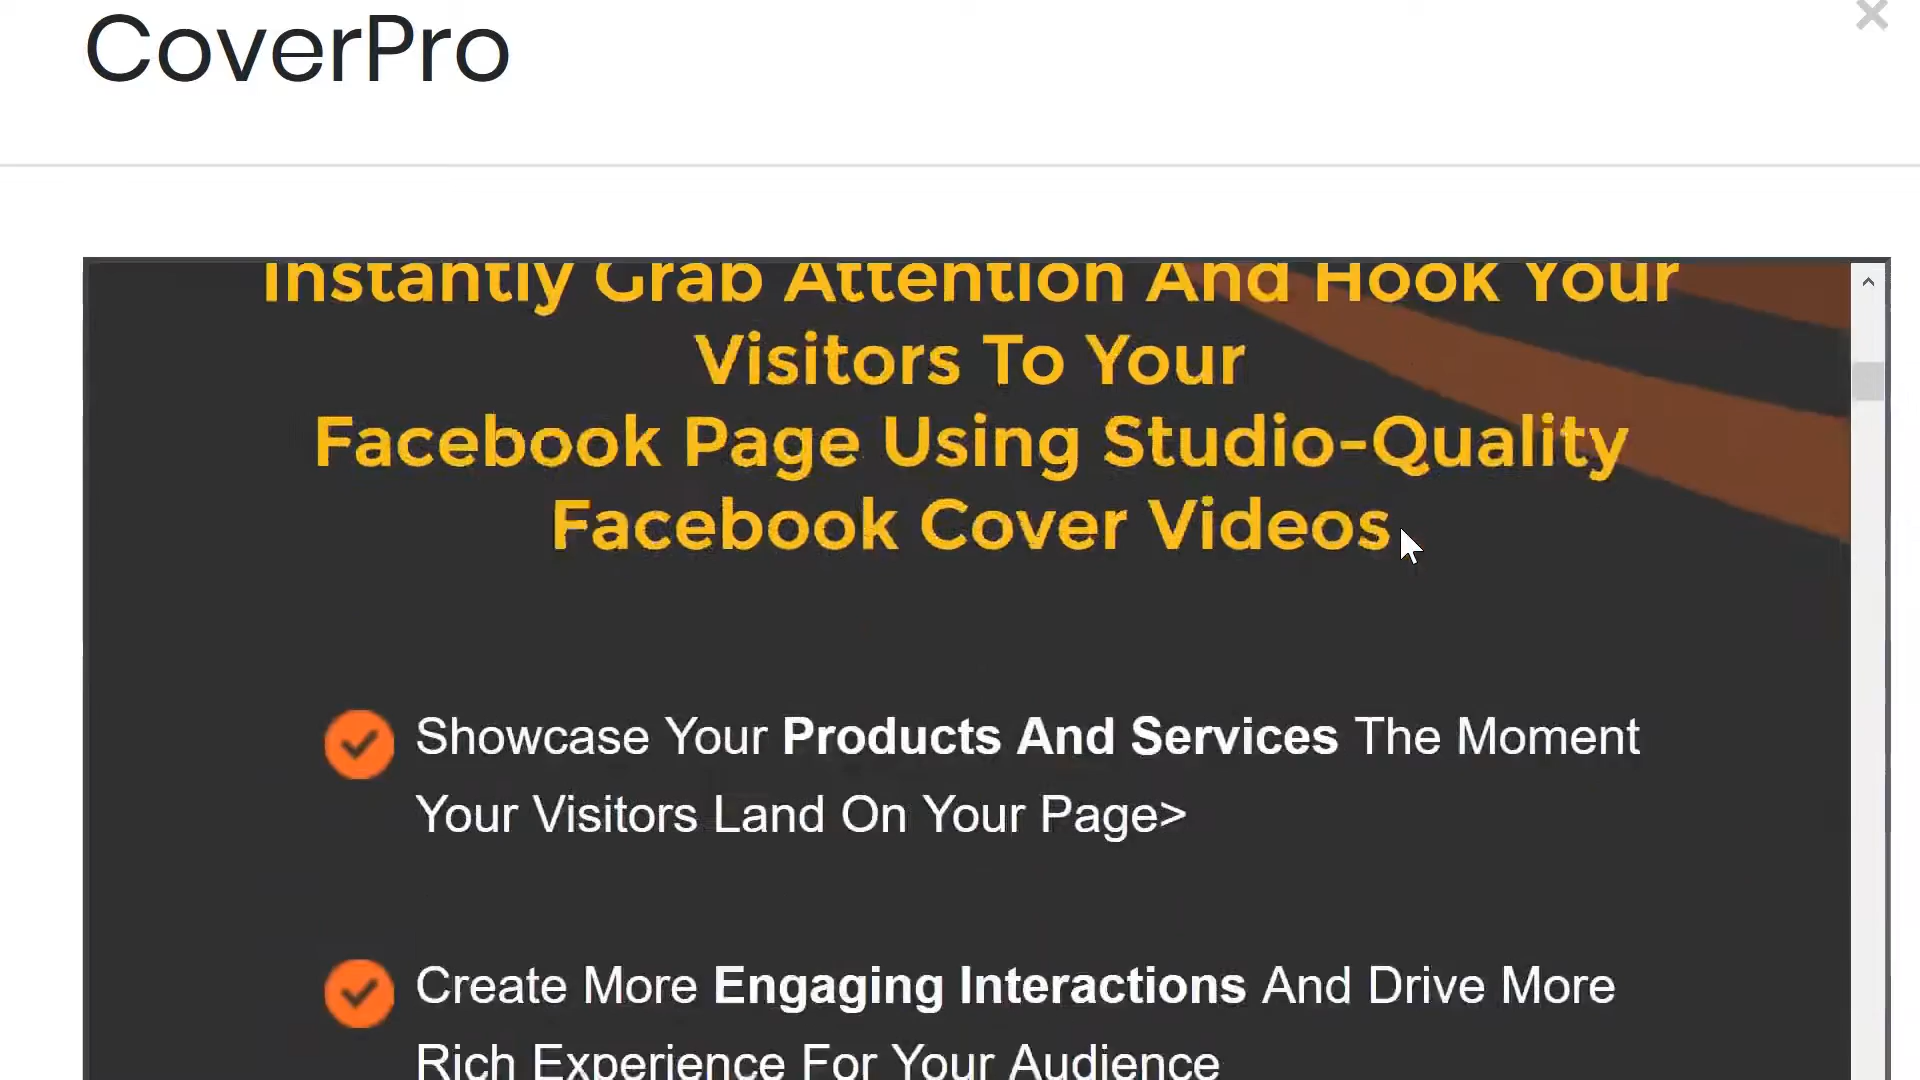 CoverPro
Instantly Grab Attention And Hook Your
Visitors To Your
Facebook Page Using Studio-Quality
Facebook Cover Videos
Showcase Your Products And Services The Moment
Your Visitors Land On Your Page>
Create More Engaging Interactions And Drive More
Rich Experience For Your Audience